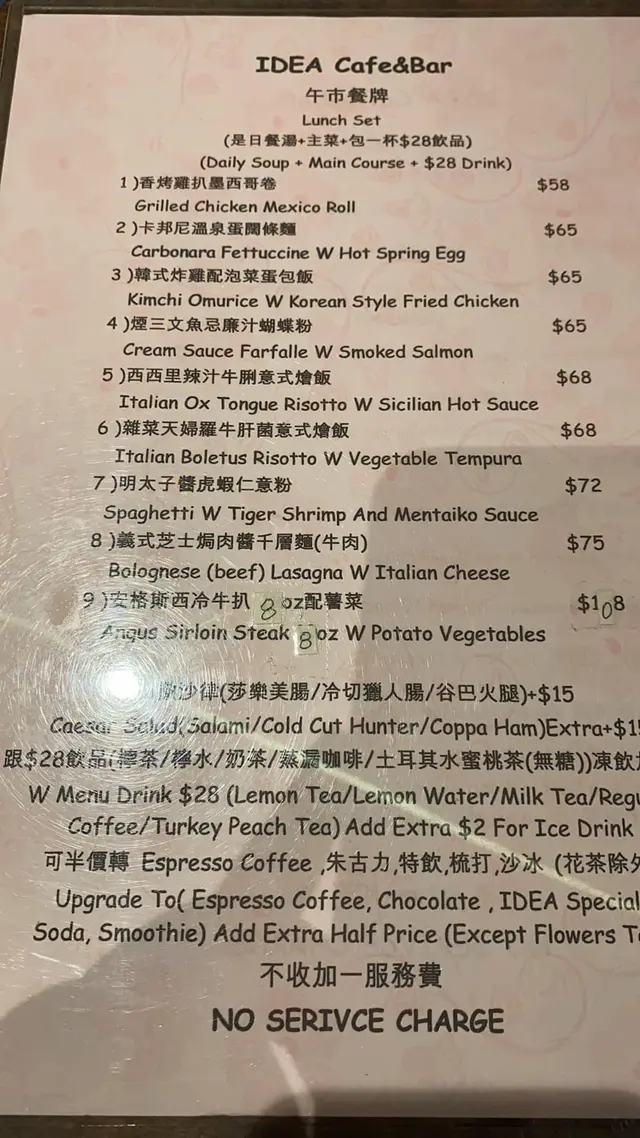 IDEA Cafe&Bar
午市餐牌
Lunch Set
(是日餐湯+主菜+包一杯$28飲品)
(Daily Soup + Main Course + $28 Drink)
1 )香烤雞扒墨西哥卷 $58
Grilled Chicken Mexico Roll
2 )卡邦尼溫泉蛋闊條麵 $65
Carbonara Fettuccine W Hot Spring Egg
3 )韓式炸雞配泡菜蛋包飯 $65
Kimchi Omurice W Korean Style Fried Chicken
4 )煙三文魚忌廉汁蝴蝶粉 $65
Cream Sauce Farfalle W Smoked Salmon
5 )西西里辣汁牛脷意式燴飯 $68
Italian Ox Tongue Risotto W Sicilian Hot Sauce
6 )雜菜天婦羅牛肝菌意式燴飯 $68
Italian Boletus Risotto W Vegetable Tempura
7 )明太子醬虎蝦仁意粉 $72
Spaghetti W Tiger Shrimp And Mentaiko Sauce
8 )義式芝士焗肉醬千層麵(牛肉) $75
Bolognese (beef) Lasagna W Italian Cheese
9 )安格斯西冷牛扒 8 oz配薯菜 $108
Angus Sirloin Steak 8 oz W Potato Vegetables
沙律(莎樂美腸/冷切獵人腸/谷巴火腿)+$15
Caesar Salad(Salami/Cold Cut Hunter/Coppa Ham)Extra+$15
跟$28飲品(檸茶/檸水/奶茶/蒸漏咖啡/土耳其水蜜桃茶(無糖))凍飲
W Menu Drink $28 (Lemon Tea/Lemon Water/Milk Tea/Regu
Coffee/Turkey Peach Tea) Add Extra $2 For Ice Drink
可半價轉 Espresso Coffee ,朱古力,特飲,梳打,沙冰 (花茶除外
Upgrade To( Espresso Coffee, Chocolate , IDEA Special
Soda, Smoothie) Add Extra Half Price (Except Flowers T
不收加一服務費
NO SERIVCE CHARGE